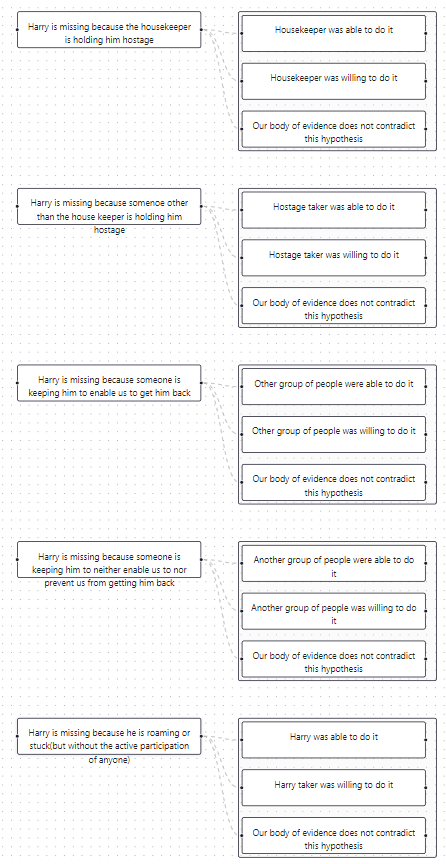 Harry is missing because the housekeeper
is holding him hostage
Housekeeper was able to do it
Housekeeper was willing to do it
Our body of evidence does not contradict
this hypothesis
Harry is missing because somenoe other
than the house keeper is holding him
hostage
Hostage taker was able to do it
Hostage taker was willing to do it
Our body of evidence does not contradict
this hypothesis
Harry is missing because someone is
keeping him to enable us to get him back
Other group of people were able to do it
Other group of people was willing to do it
Our body of evidence does not contradict
this hypothesis
Harry is missing because someone is
keeping him to neither enable us to nor
prevent us from getting him back
Another group of people were able to do
it
Another group of people was willing to do
it
Our body of evidence does not contradict
this hypothesis
Harry is missing because he is roaming or
stuck(but without the active participation
of anyone)
Harry was able to do it
Harry taker was willing to do it
Our body of evidence does not contradict
this hypothesis